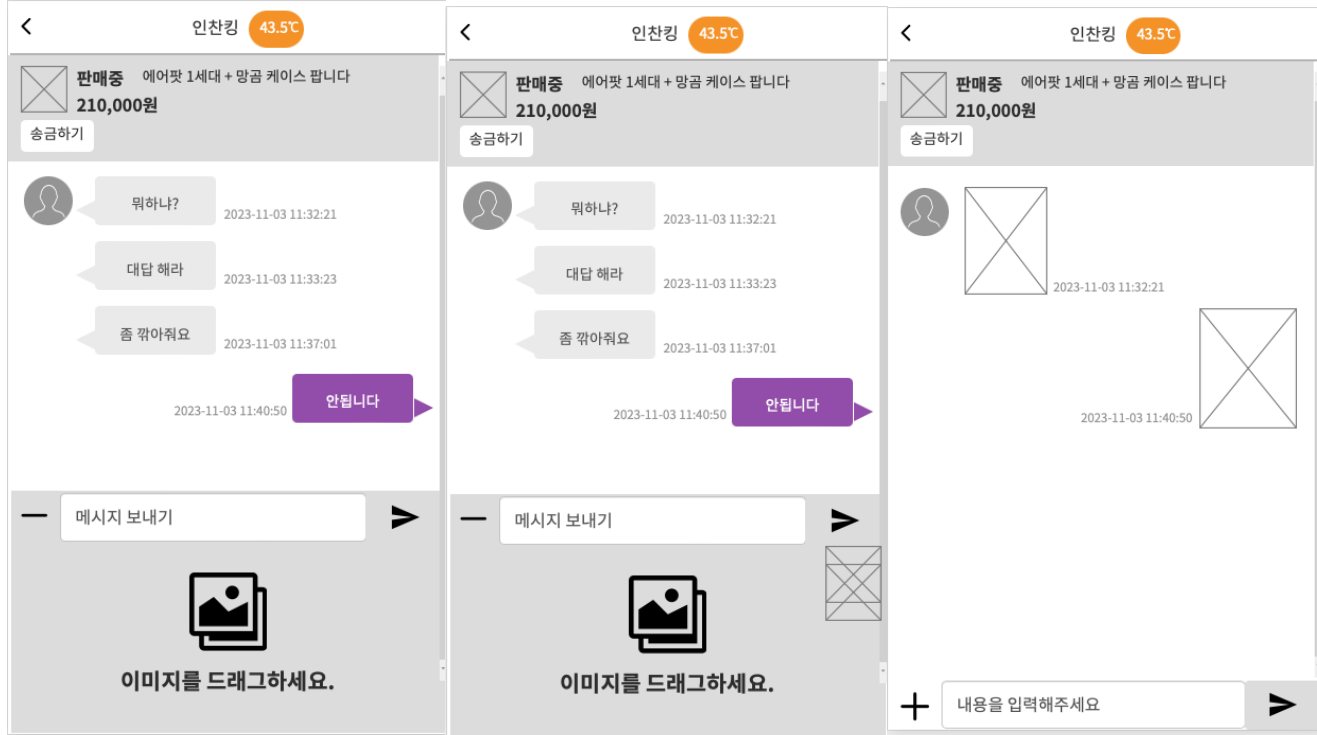 인찬킹 43.5℃
판매중 에어팟 1세대 + 망곰 케이스 팝니다
210,000원
송금하기
뭐하냐?
2023-11-03 11:32:21
대답 해라
2023-11-03 11:33:23
좀 깎아줘요
2023-11-03 11:37:01
2023-11-03 11:40:50
안됩니다
메시지 보내기
이미지를 드래그하세요.
인찬킹 43.5℃
판매중 에어팟 1세대 + 망곰 케이스 팝니다
210,000원
송금하기
뭐하냐?
2023-11-03 11:32:21
대답 해라
2023-11-03 11:33:23
좀 깎아줘요
2023-11-03 11:37:01
2023-11-03 11:40:50
안됩니다
메시지 보내기
이미지를 드래그하세요.
인찬킹 43.5℃
판매중 에어팟 1세대 + 망곰 케이스 팝니다
210,000원
송금하기
2023-11-03 11:32:21
2023-11-03 11:40:50
내용을 입력해주세요